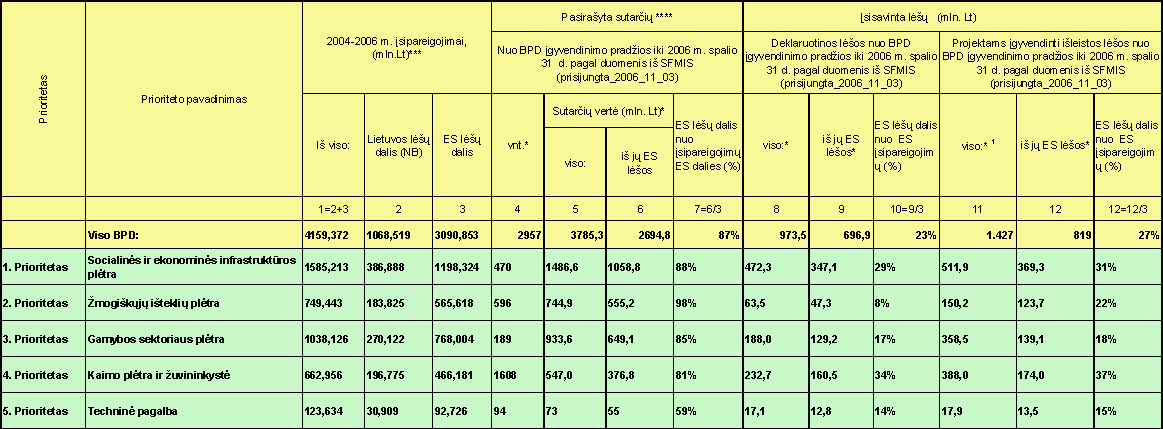 Prioritetas
Prioriteto pavadinimas
2004-2006 m. įsipareigojimai,
(mln.Lt)***
Pasirašyta sutarčių ****
Įsisavinta lėšų (mln. Lt)
Nuo BPD įgyvendinimo pradžios iki 2006 m. spalio
31 d. pagal duomenis iš SFMIS
(prisijungta_2006_11_03)
Deklaruotinos lėšos nuo BPD
įgyvendinimo pradžios iki 2006 m. spalio
31 d. pagal duomenis iš SFMIS
(prisijungta_2006_11_03)
Projektams įgyvendinti išleistos lėšos nuo
BPD įgyvendinimo pradžios iki 2006 m. spalio
31 d. pagal duomenis iš SFMIS
(prisijungta_2006_11_03)
Iš viso:
Lietuvos lėšų
dalis (NB)
ES lėšų
dalis
vnt.*
Sutarčių vertė (mln. Lt)*
viso:
iš jų ES
lėšos
ES lėšų dalis
nuo
įsipareigojimų
ES dalies (%)
viso:*
iš jų ES
lėšos*
ES lėšų dalis
nuo ES
įsipareigojim
ų (%)
viso:* ¹
iš jų ES lėšos*
ES lėšų dalis
nuo ES
įsipareigojim
ų (%)
1=2+3 2 3 4 5 6 7=6/3 8 9 10=9/3 11 12 12=12/3
Viso BPD: 4159,372 1068,519 3090,853 2957 3785,3 2694,8 87% 973,5 696,9 23% 1.427 819 27%
1. Prioritetas Socialinės ir ekonominės infrastruktūros
plėtra 1585,213 386,888 1198,324 470 1486,6 1058,8 88% 472,3 347,1 29% 511,9 369,3 31%
2. Prioritetas Žmogiškųjų išteklių plėtra 749,443 183,825 565,618 596 744,9 555,2 98% 63,5 47,3 8% 150,2 123,7 22%
3. Prioritetas Gamybos sektoriaus plėtra 1038,126 270,122 768,004 189 933,6 649,1 85% 188,0 129,2 17% 358,5 139,1 18%
4. Prioritetas Kaimo plėtra ir žuvininkystė 662,956 196,775 466,181 1608 547,0 376,8 81% 232,7 160,5 34% 388,0 174,0 37%
5. Prioritetas Techninė pagalba 123,634 30,909 92,726 94 73 55 59% 17,1 12,8 14% 17,9 13,5 15%